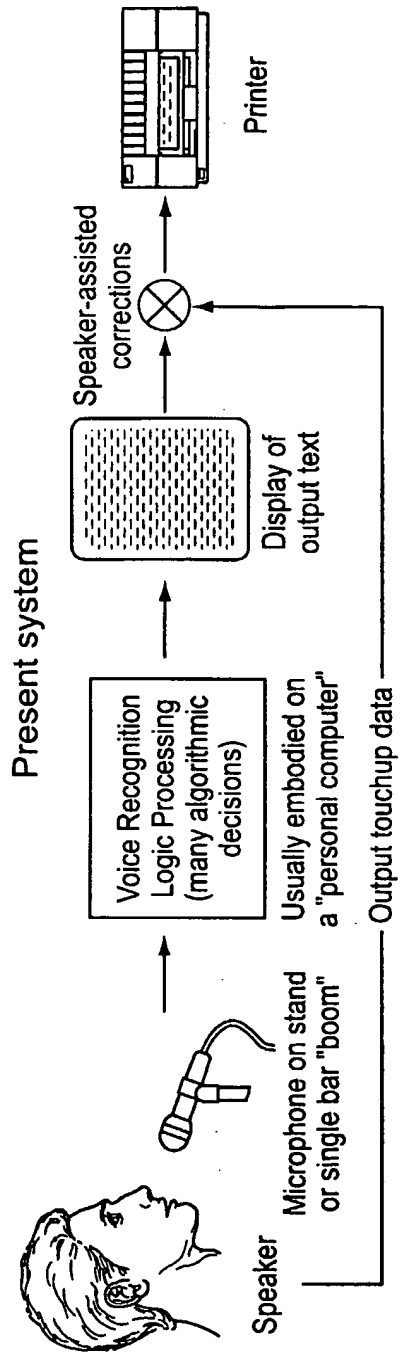 Present system
Speaker
Microphone on stand
or single bar "boom"
Voice Recognition
Logic Processing
(many algorithmic
decisions)
Usually embodied on
a "personal computer"
Output touchup data
Display of
output text
Speaker-assisted
corrections
Printer